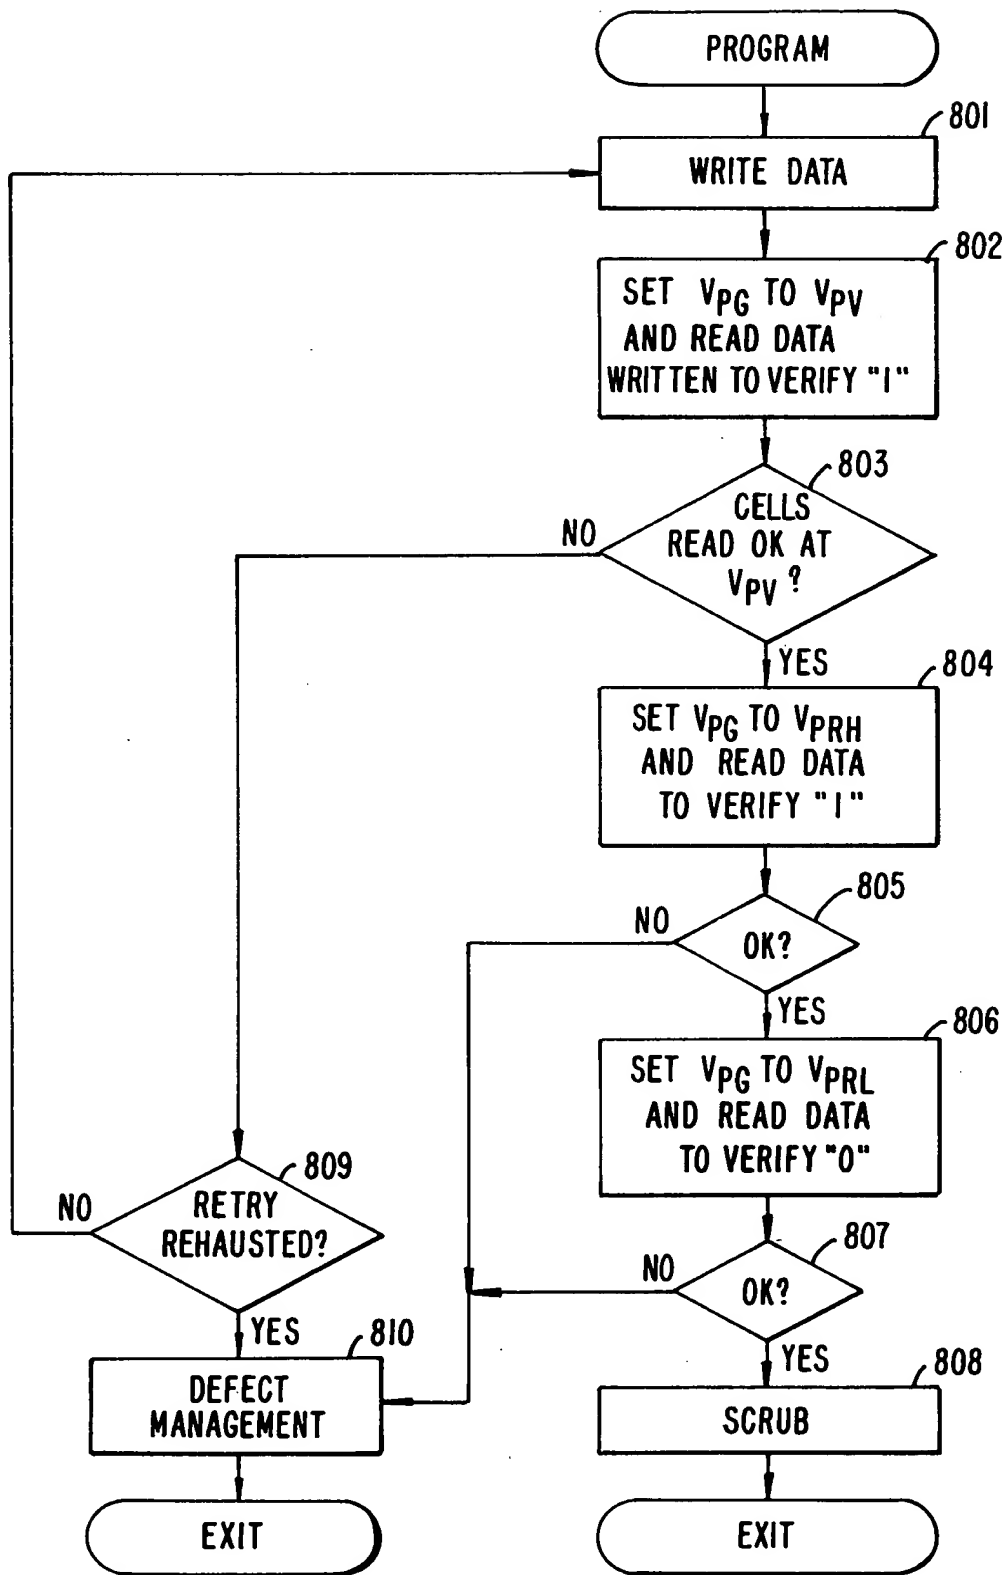 PROGRAM
801
WRITE DATA
802
SET VPG TO VPV
AND READ DATA
WRITTEN TO VERIFY "1"
803
CELLS
READ OK AT
VPV ?
NO
YES
804
SET VPG TO VPRH
AND READ DATA
TO VERIFY "1"
805
OK?
NO
YES
806
SET VPG TO VPRL
AND READ DATA
TO VERIFY "0"
807
OK?
NO
YES
808
SCRUB
EXIT
809
RETRY
REHAUSTED?
NO
YES
810
DEFECT
MANAGEMENT
EXIT